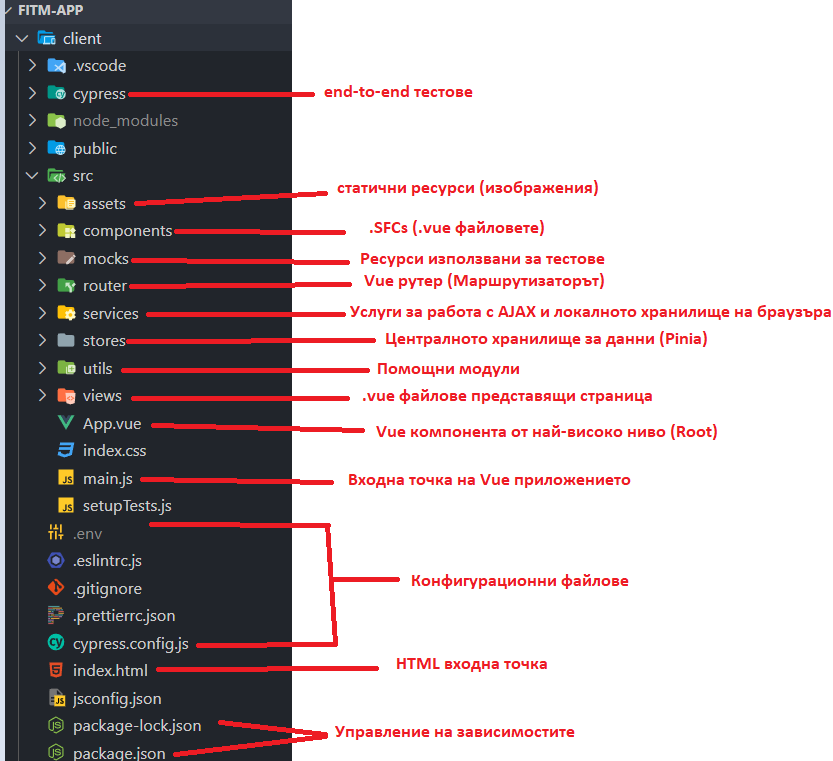 FITM-APP
client
.vscode
cypress end-to-end тестове
node_modules
public
src
assets статични ресурси (изображения)
components .SFCs (.vue файловете)
mocks Ресурси използвани за тестове
router Vue рутер (Маршрутизаторът)
services Услуги за работа с AJAX и локалното хранилище на браузъра
stores Централното хранилище за данни (Pinia)
utils Помощни модули
views .vue файлове представящи страница
App.vue Vue компонента от най-високо ниво (Root)
index.css
main.js Входна точка на Vue приложението
setupTests.js
.env
.eslintrc.js Конфигурационни файлове
.gitignore
.prettierrc.json
cypress.config.js
index.html HTML входна точка
jsconfig.json
package-lock.json Управление на зависимостите
package.json